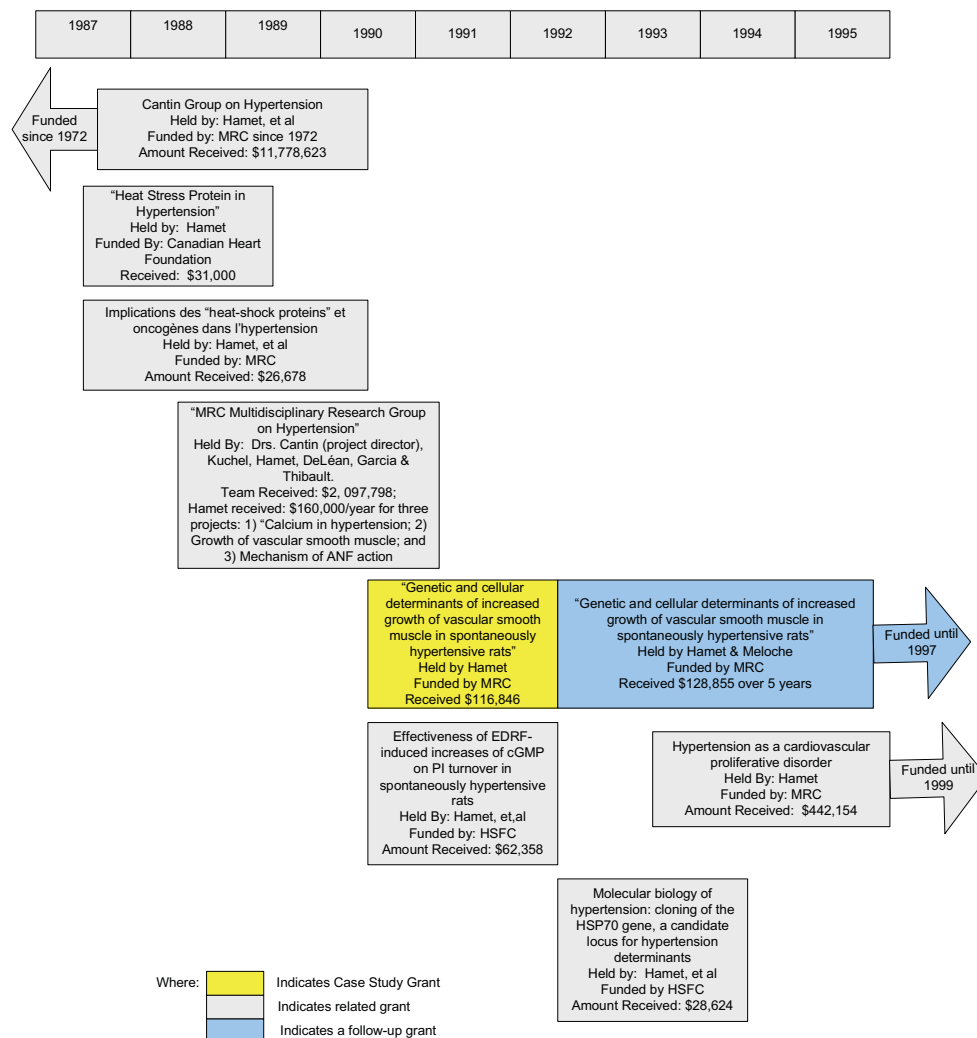 1987 1988 1989 1990 1991 1992 1993 1994 1995
Funded
since 1972
Cantin Group on Hypertension
Held by: Hamet, et al
Funded by: MRC since 1972
Amount Received: $11,778,623
“Heat Stress Protein in
Hypertension”
Held by:  Hamet
Funded By: Canadian Heart
Foundation
Received:  $31,000
Implications des “heat-shock proteins” et
oncogènes dans l’hypertension
Held by: Hamet, et al
Funded by: MRC
Amount Received: $26,678
“MRC Multidisciplinary Research Group
on Hypertension”
Held By:  Drs. Cantin (project director),
Kuchel, Hamet, DeLéan, Garcia &
Thibault.
Team Received: $2, 097,798;
Hamet received: $160,000/year for three
projects: 1) “Calcium in hypertension; 2)
Growth of vascular smooth muscle; and
3) Mechanism of ANF action
“Genetic and cellular
determinants of increased
growth of vascular smooth
muscle in spontaneously
hypertensive rats”
Held by Hamet
Funded by MRC
Received $116,846
“Genetic and cellular determinants of increased
growth of vascular smooth muscle in
spontaneously hypertensive rats”
Held by Hamet & Meloche
Funded by MRC
Received $128,855 over 5 years
Funded until
1997
Effectiveness of EDRF-
induced increases of cGMP
on PI turnover in
spontaneously hypertensive
rats
Held By: Hamet, et,al
Funded by: HSFC
Amount Received: $62,358
Hypertension as a cardiovascular
proliferative disorder
Held By: Hamet
Funded by: MRC
Amount Received: $442,154
Funded until
1999
Molecular biology of
hypertension: cloning of the
HSP70 gene, a candidate
locus for hypertension
determinants
Held by:  Hamet, et al
Funded by HSFC
Amount Received: $28,624
Where: Indicates Case Study Grant
Indicates related grant
Indicates a follow-up grant